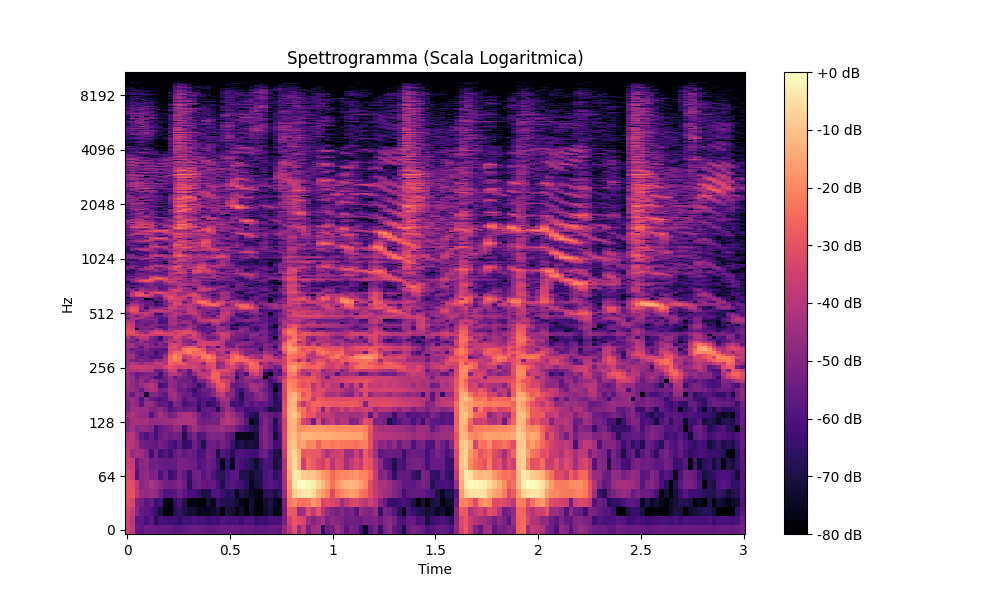 Spettrogramma (Scala Logaritmica)
Hz
8192
4096
2048
1024
512
256
128
64
0
0 0.5 1 1.5 2 2.5 3
Time
+0 dB
-10 dB
-20 dB
-30 dB
-40 dB
-50 dB
-60 dB
-70 dB
-80 dB